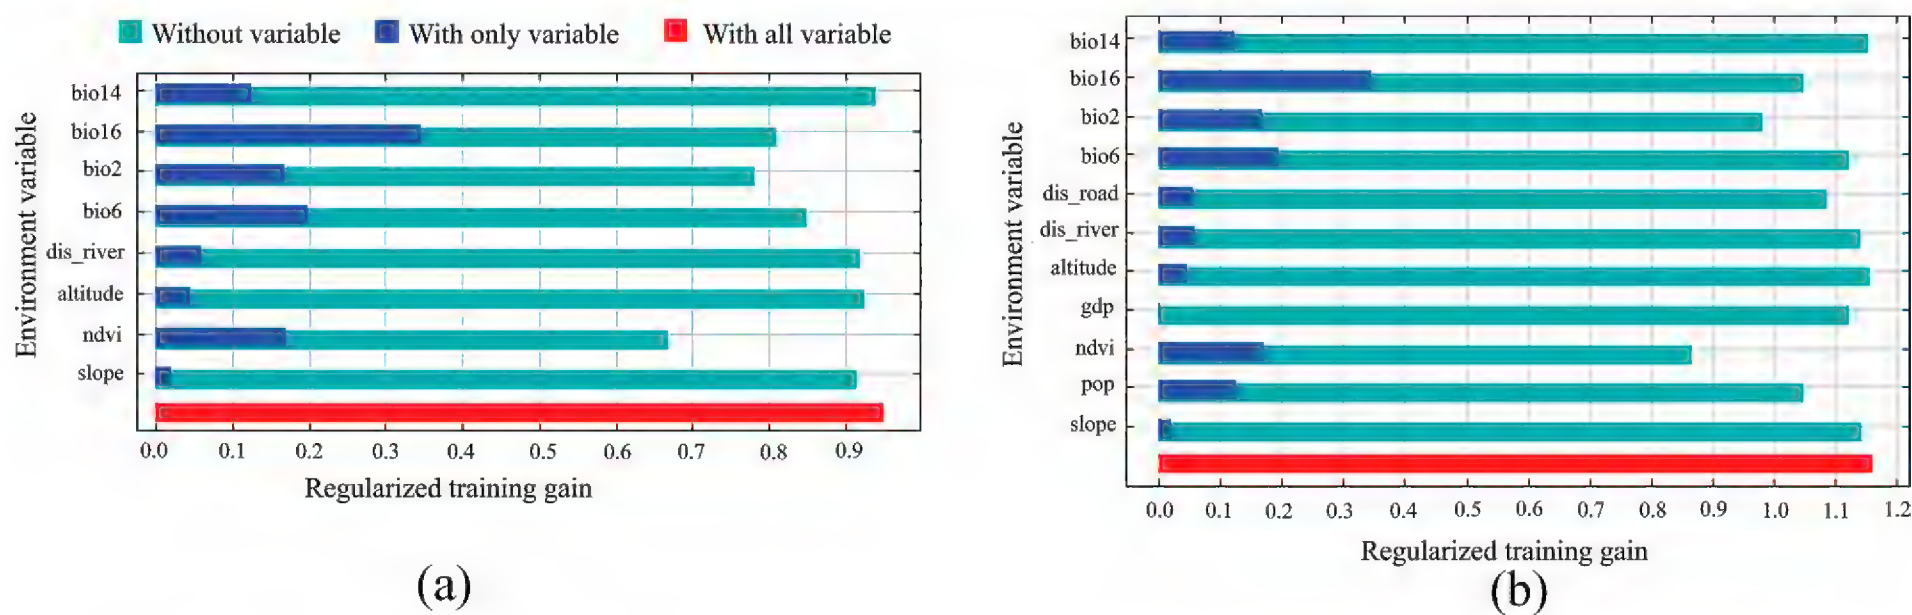 Without variable With only variable With all variable
Environment variable
bio14
bio16
bio2
bio6
dis_river
altitude
ndvi
slope
0.0 0.1 0.2 0.3 0.4 0.5 0.6 0.7 0.8 0.9
Regularized training gain
(a)
Environment variable
bio14
bio16
bio2
bio6
dis_road
dis_river
altitude
gdp
ndvi
pop
slope
0.0 0.1 0.2 0.3 0.4 0.5 0.6 0.7 0.8 0.9 1.0 1.1 1.2
Regularized training gain
(b)